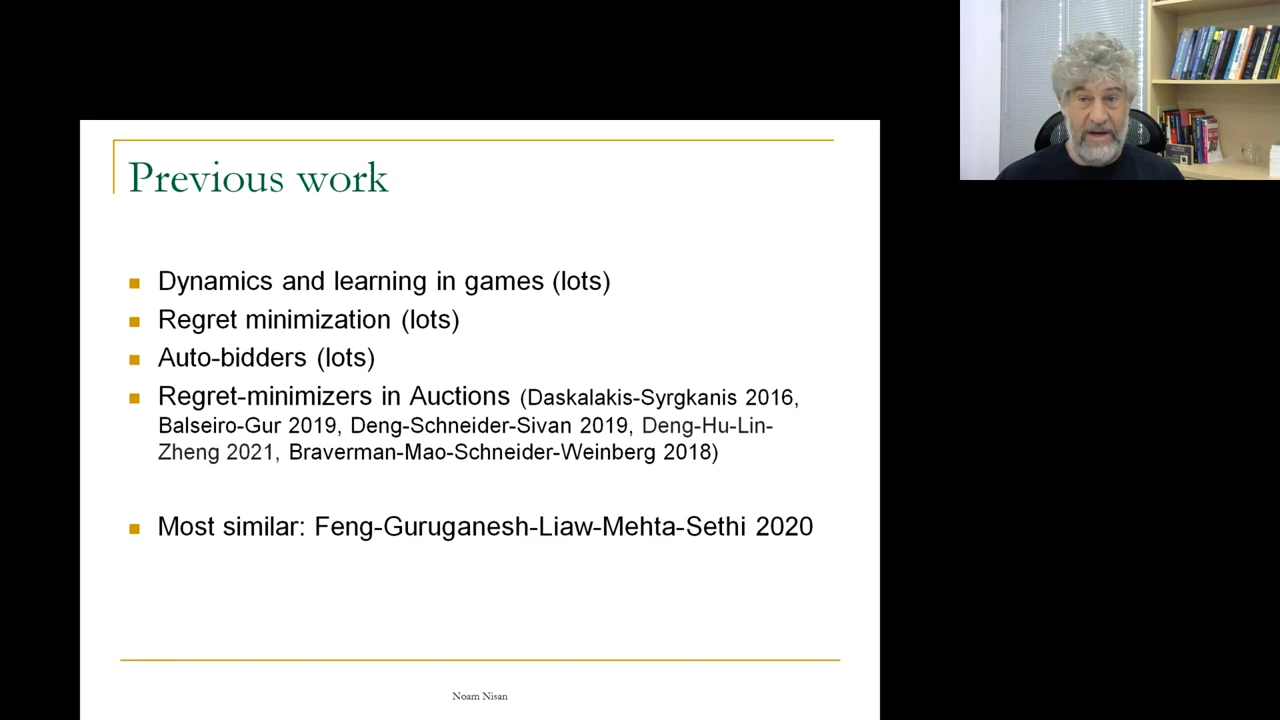 Previous work
Dynamics and learning in games (lots)
Regret minimization (lots)
Auto-bidders (lots)
Regret-minimizers in Auctions (Daskalakis-Syrgkanis 2016,
Balseiro-Gur 2019, Deng-Schneider-Sivan 2019, Deng-Hu-Lin-
Zheng 2021, Braverman-Mao-Schneider-Weinberg 2018)
Most similar: Feng-Guruganesh-Liaw-Mehta-Sethi 2020
Noam Nisan